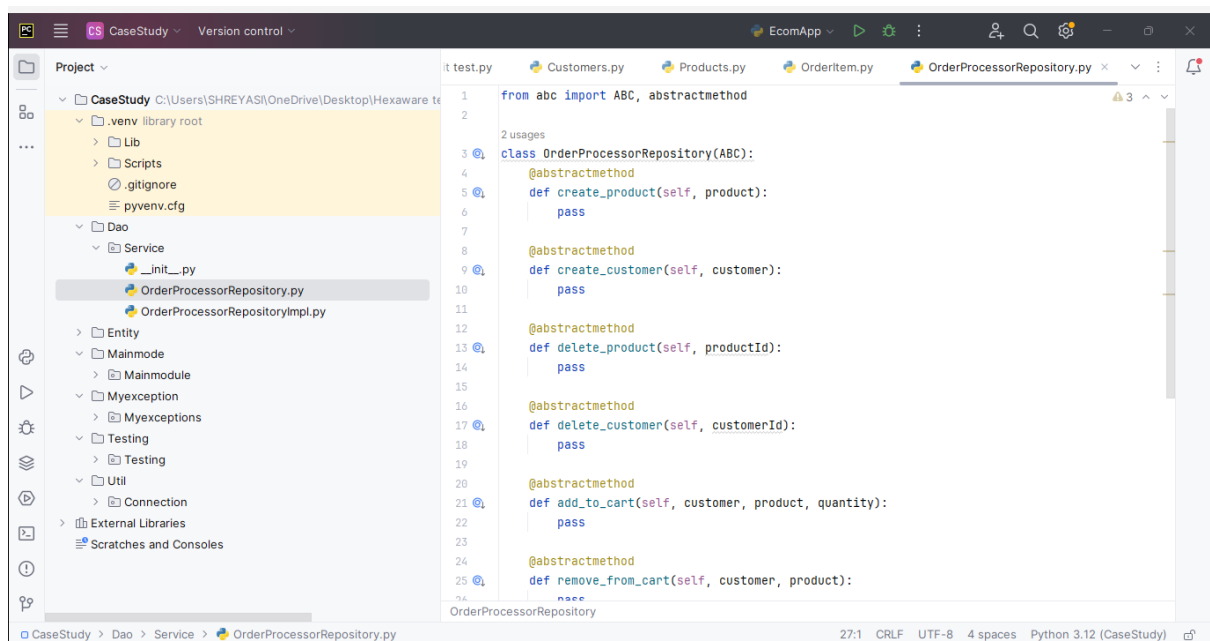 PC
CS CaseStudy Version control EcomApp
Project
it test.py Customers.py Products.py OrderItem.py OrderProcessorRepository.py
CaseStudy C:\Users\SHREYASI\OneDrive\Desktop\Hexaware te
.venv library root
Lib
Scripts
.gitignore
pyvenv.cfg
Dao
Service
__init__.py
OrderProcessorRepository.py
OrderProcessorRepositoryImpl.py
Entity
Mainmode
Mainmodule
Myexception
Myexceptions
Testing
Testing
Util
Connection
External Libraries
Scratches and Consoles
3
1 from abc import ABC, abstractmethod
2
2 usages
3 class OrderProcessorRepository(ABC):
4 @abstractmethod
5 def create_product(self, product):
6 pass
7
8 @abstractmethod
9 def create_customer(self, customer):
10 pass
11
12 @abstractmethod
13 def delete_product(self, productId):
14 pass
15
16 @abstractmethod
17 def delete_customer(self, customerId):
18 pass
19
20 @abstractmethod
21 def add_to_cart(self, customer, product, quantity):
22 pass
23
24 @abstractmethod
25 def remove_from_cart(self, customer, product):
26 pass
OrderProcessorRepository
CaseStudy > Dao > Service > OrderProcessorRepository.py 27:1 CRLF UTF-8 4 spaces Python 3.12 (CaseStudy)